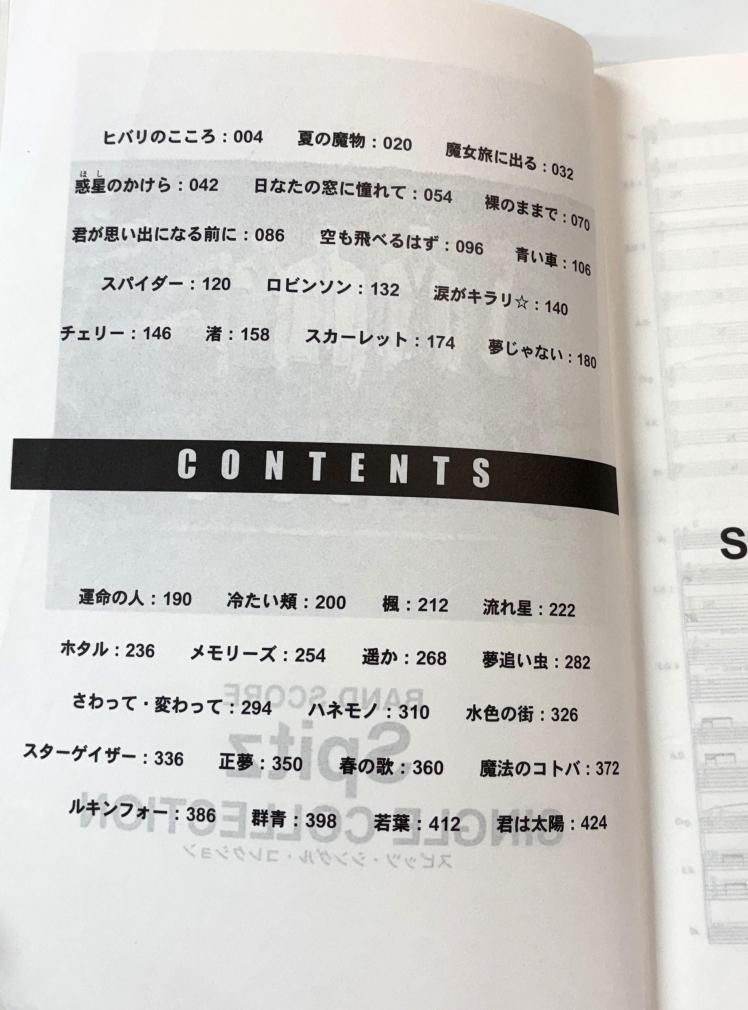 ヒバリのこころ：004　夏の魔物：020　魔女旅に出る：032
ほし
惑星のかけら：042　日なたの窓に憧れて：054　裸のままで：070
君が思い出になる前に：086　空も飛べるはず：096　青い車：106
スパイダー：120　ロビンソン：132　涙がキラリ☆：140
チェリー：146　渚：158　スカーレット：174　夢じゃない：180
CONTENTS
運命の人：190　冷たい頬：200　楓：212　流れ星：222
ホタル：236　メモリーズ：254　遥か：268　夢追い虫：282
さわって・変わって：294　ハネモノ：310　水色の街：326
スターゲイザー：336　正夢：350　春の歌：360　魔法のコトバ：372
ルキンフォー：386　群青：398　若葉：412　君は太陽：424
BAND SCORE
Spitz
SINGLE COLLECTION
スピッツ・シングル・コレクション
S